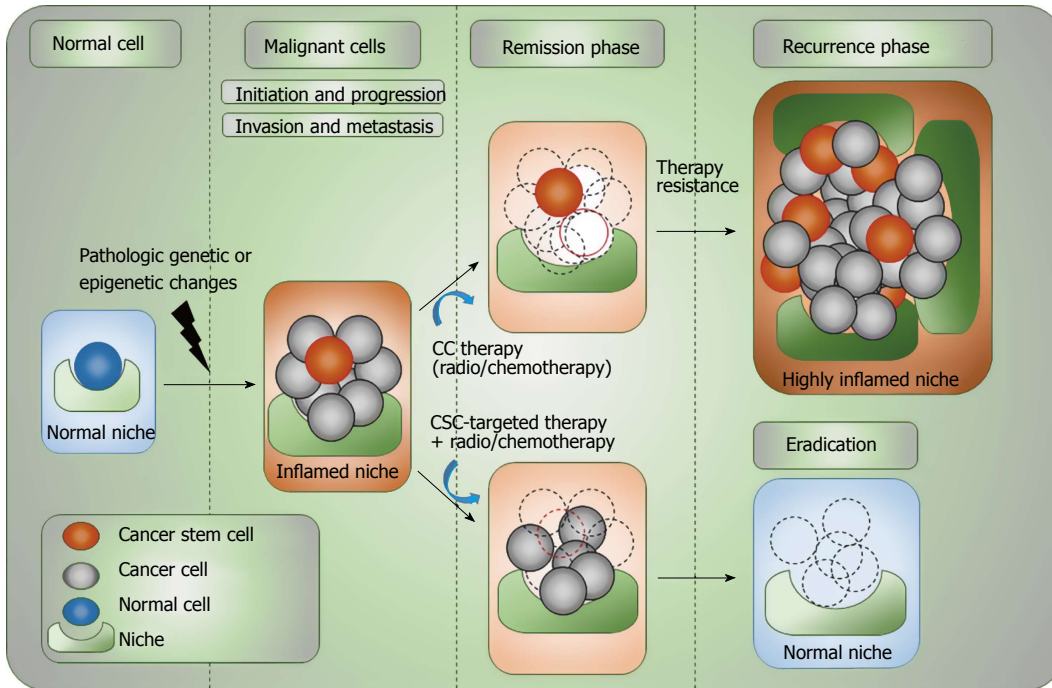 Normal cell
Malignant cells
Remission phase
Recurrence phase
Initiation and progression
Invasion and metastasis
Therapy
resistance
Pathologic genetic or
epigenetic changes
CC therapy
(radio/chemotherapy)
Highly inflamed niche
Normal niche
CSC-targeted therapy
+ radio/chemotherapy
Inflamed niche
Eradication
Cancer stem cell
Cancer cell
Normal cell
Niche
Normal niche